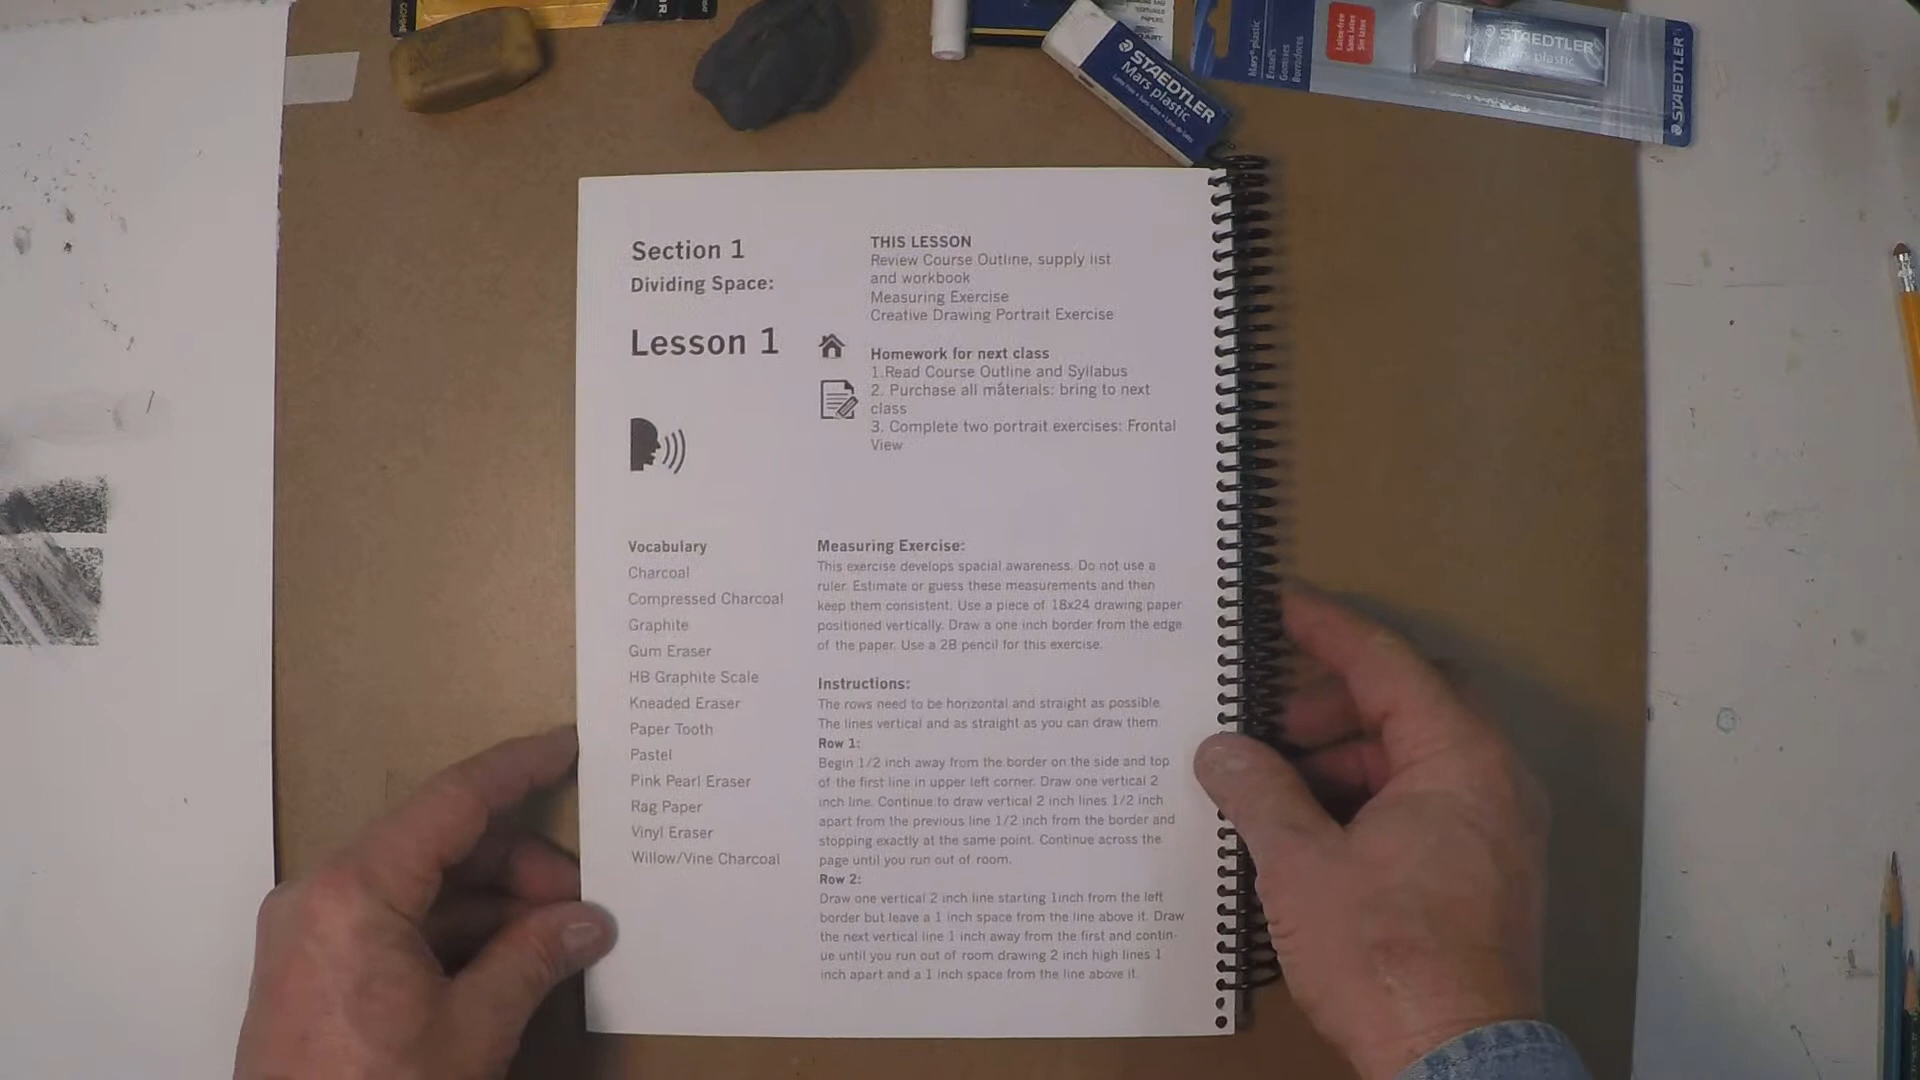 STAEDTLER
Mars plastic
Mars plastic
Erasers
Gommes
Borradores
Latex-free
Sans latex
Sin latex
STAEDTLER
Mars plastic
STAEDTLER
Section 1
Dividing Space:
Lesson 1
THIS LESSON
Review Course Outline, supply list
and workbook
Measuring Exercise
Creative Drawing Portrait Exercise
Homework for next class
1.Read Course Outline and Syllabus
2. Purchase all materials: bring to next
class
3. Complete two portrait exercises: Frontal
View
Vocabulary
Charcoal
Compressed Charcoal
Graphite
Gum Eraser
HB Graphite Scale
Kneaded Eraser
Paper Tooth
Pastel
Pink Pearl Eraser
Rag Paper
Vinyl Eraser
Willow/Vine Charcoal
Measuring Exercise:
This exercise develops spacial awareness. Do not use a
ruler. Estimate or guess these measurements and then
keep them consistent. Use a piece of 18x24 drawing paper
positioned vertically. Draw a one inch border from the edge
of the paper. Use a 2B pencil for this exercise.
Instructions:
The rows need to be horizontal and straight as possible.
The lines vertical and as straight as you can draw them.
Row 1:
Begin 1/2 inch away from the border on the side and top
of the first line in upper left corner. Draw one vertical 2
inch line. Continue to draw vertical 2 inch lines 1/2 inch
apart from the previous line 1/2 inch from the border and
stopping exactly at the same point. Continue across the
page until you run out of room.
Row 2:
Draw one vertical 2 inch line starting 1inch from the left
border but leave a 1 inch space from the line above it. Draw
the next vertical line 1 inch away from the first and contin-
ue until you run out of room drawing 2 inch high lines 1
inch apart and a 1 inch space from the line above it.